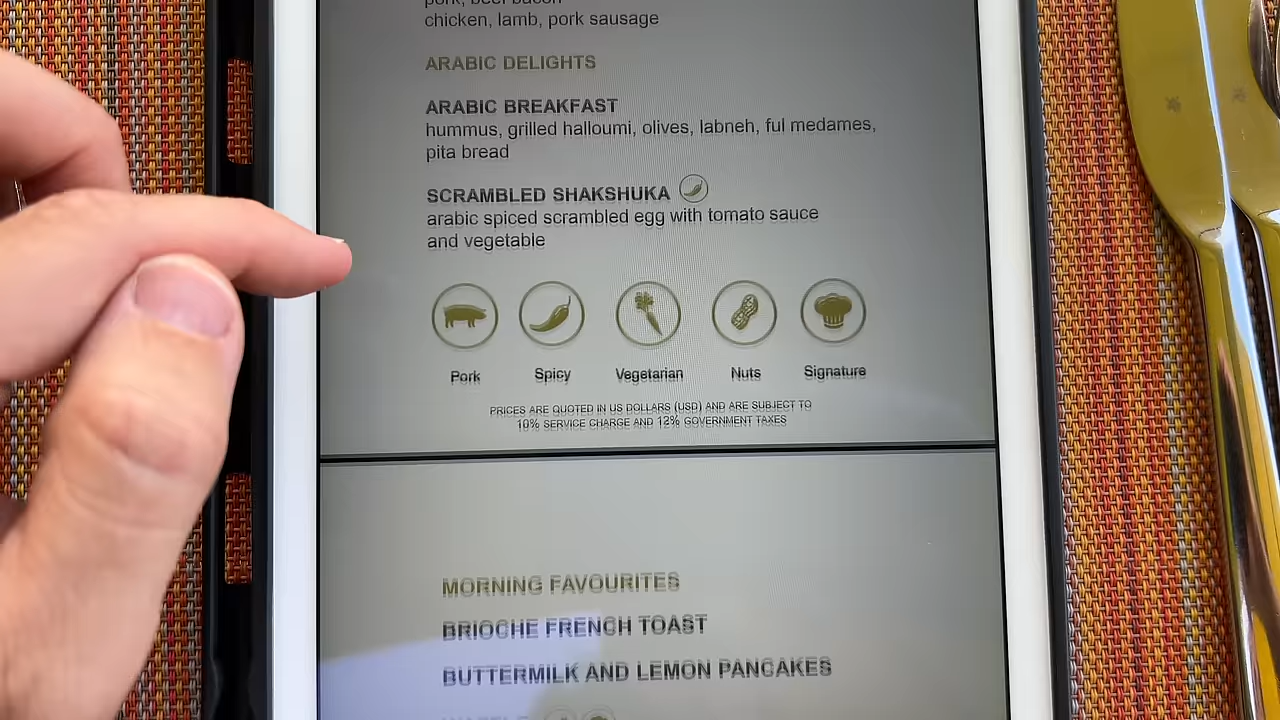 pork, beef bacon
chicken, lamb, pork sausage
ARABIC DELIGHTS
ARABIC BREAKFAST
hummus, grilled halloumi, olives, labneh, ful medames,
pita bread
SCRAMBLED SHAKSHUKA
arabic spiced scrambled egg with tomato sauce
and vegetable
Pork Spicy Vegetarian Nuts Signature
PRICES ARE QUOTED IN US DOLLARS (USD) AND ARE SUBJECT TO
10% SERVICE CHARGE AND 12% GOVERNMENT TAXES
MORNING FAVOURITES
BRIOCHE FRENCH TOAST
BUTTERMILK AND LEMON PANCAKES